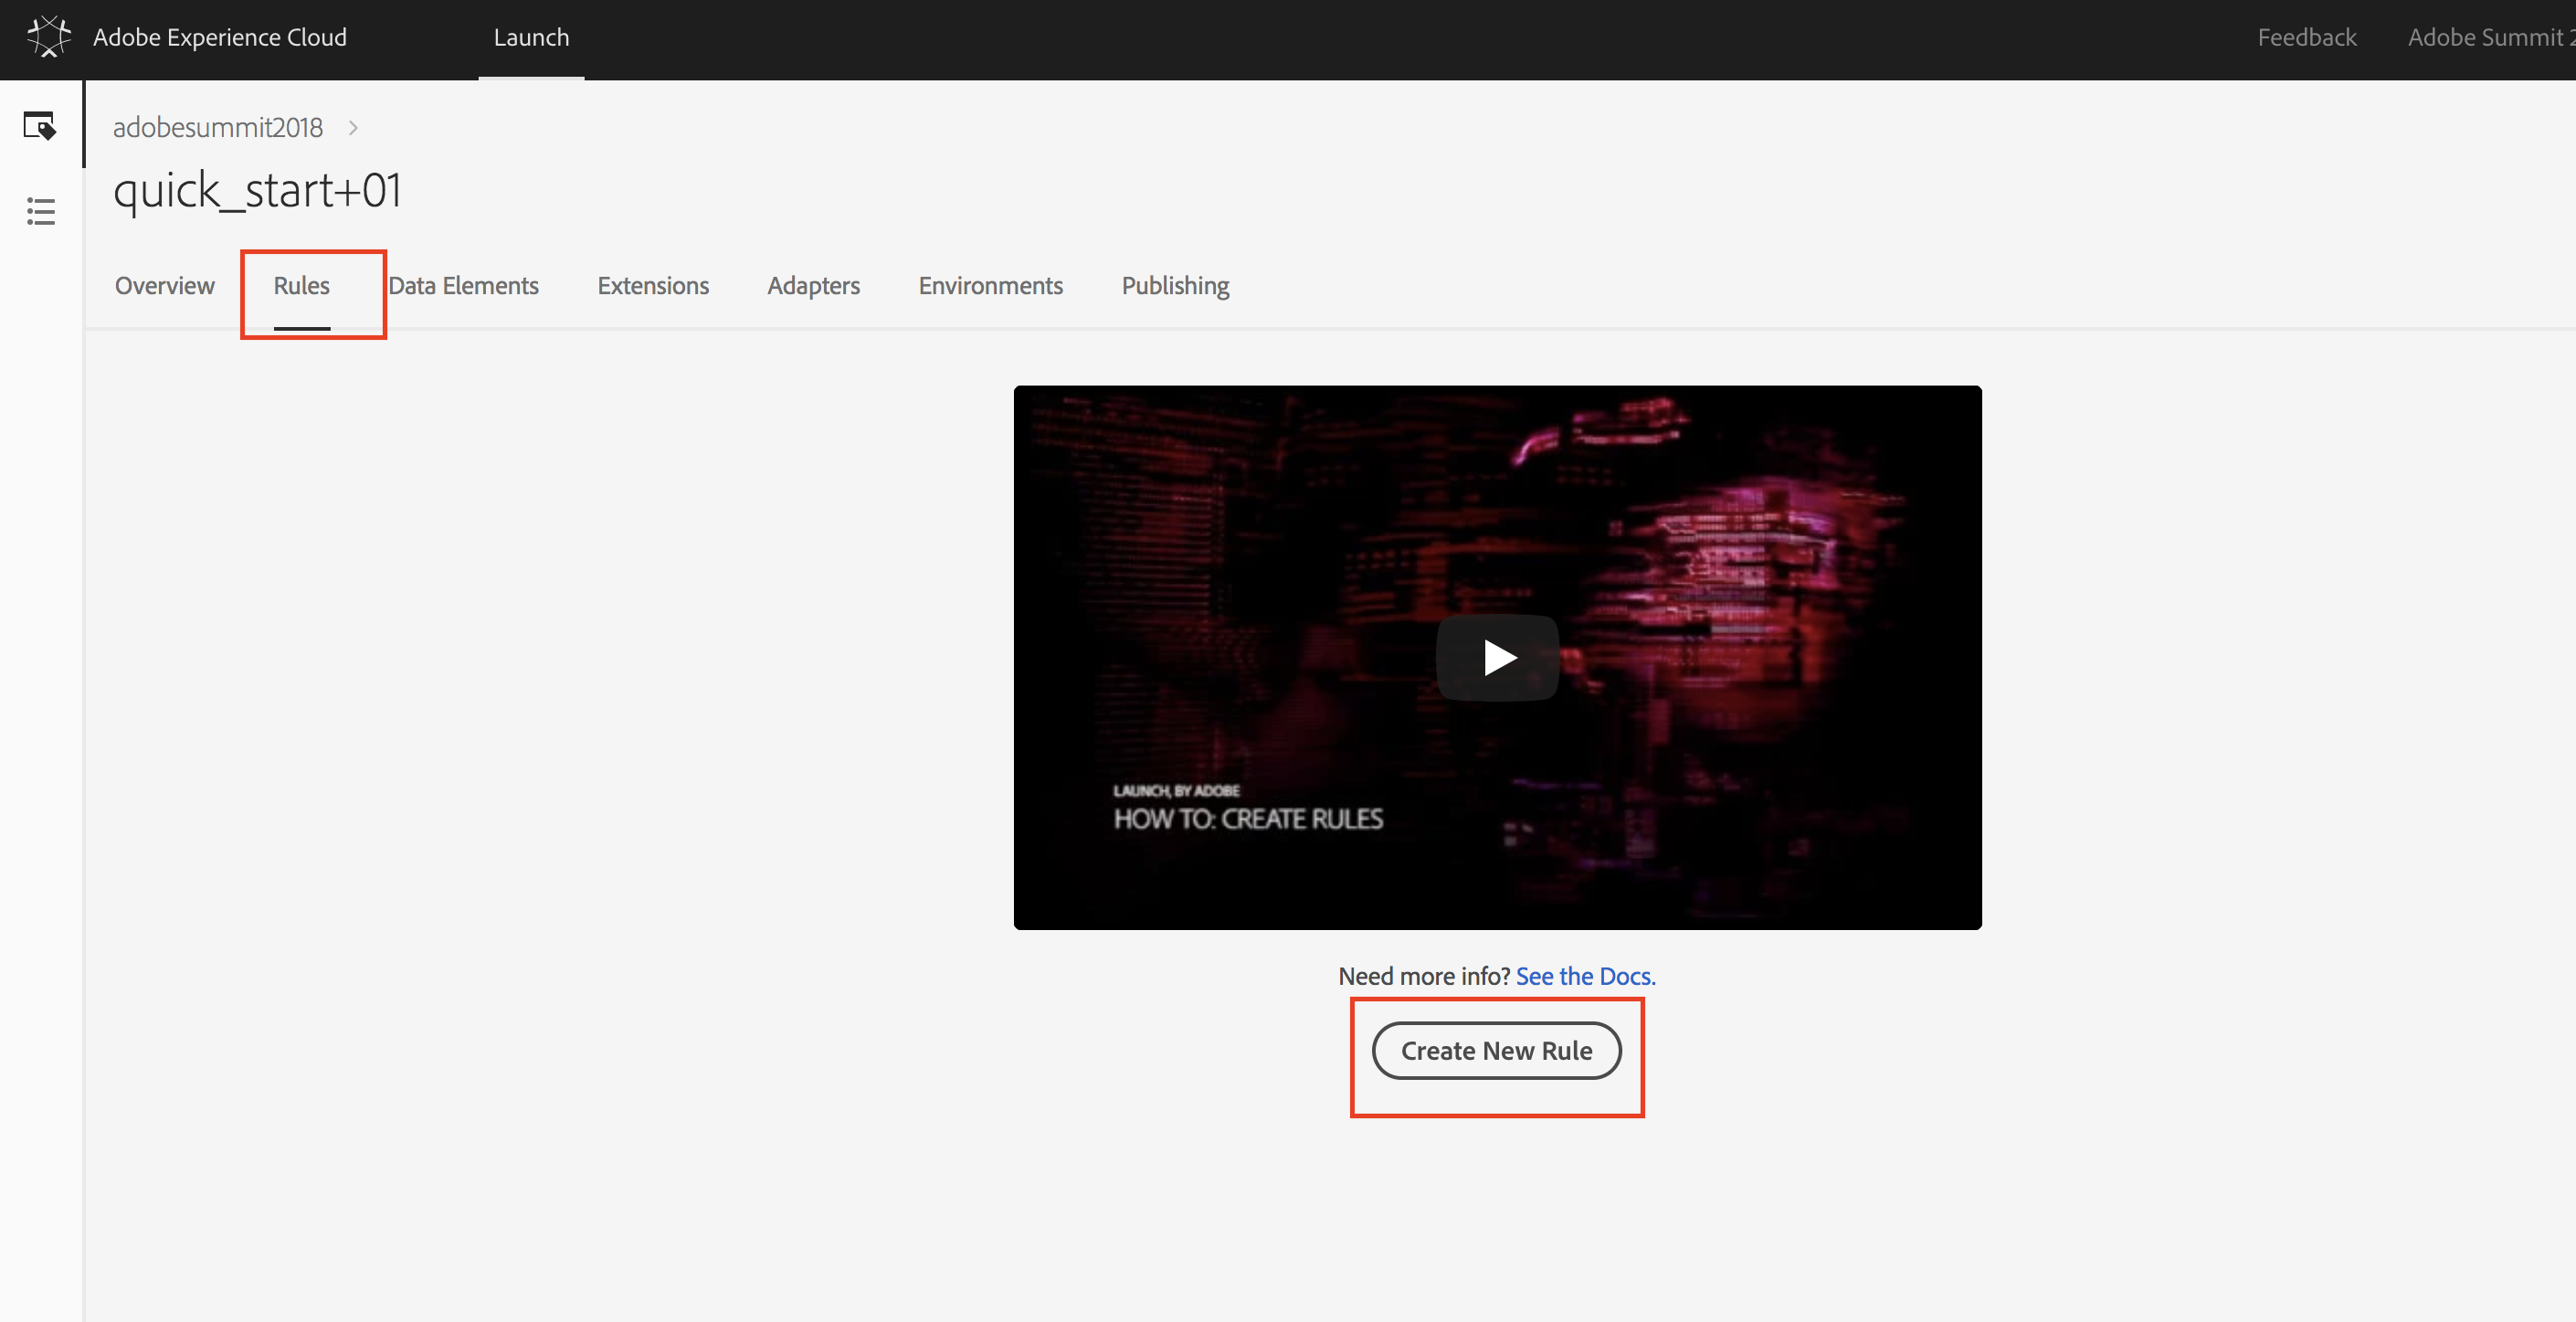 Adobe Experience Cloud Launch Feedback Adobe Summit 2
adobesummit2018 >
quick_start+01
Overview Rules Data Elements Extensions Adapters Environments Publishing
LAUNCH, BY ADOBE
HOW TO: CREATE RULES
Need more info? See the Docs.
Create New Rule